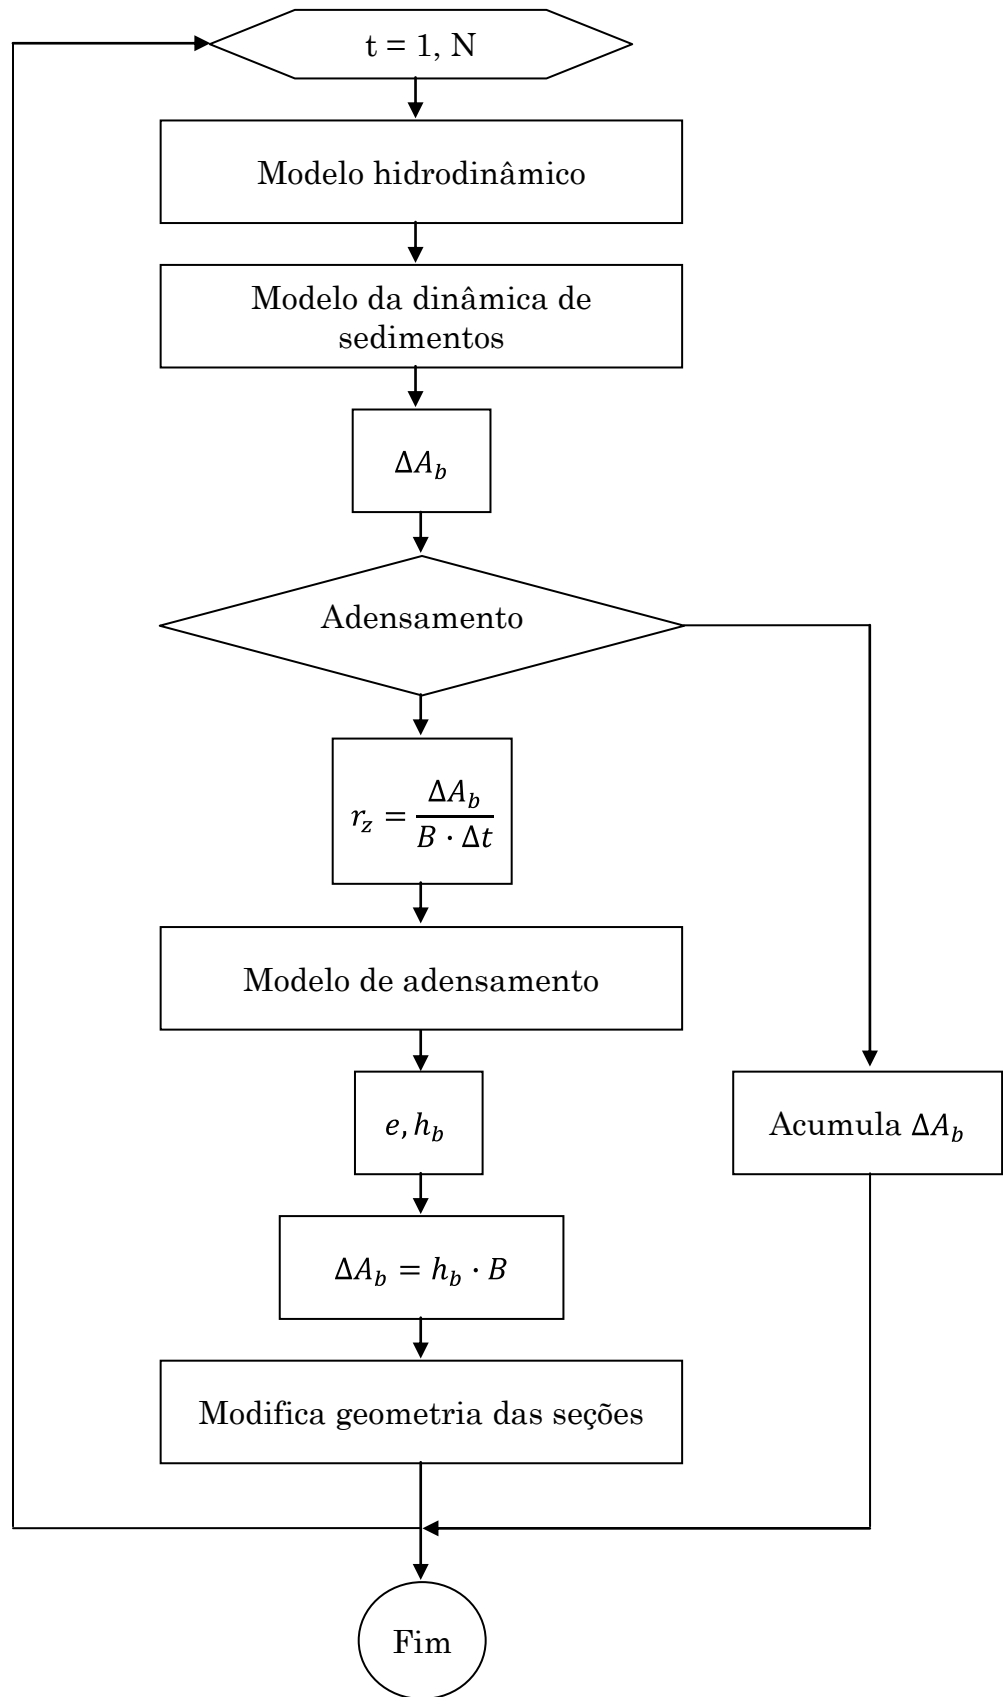 t = 1, N
Modelo hidrodinâmico
Modelo da dinâmica de
sedimentos
ΔA_b
Adensamento
r_z = ΔA_b / (B · Δt)
Modelo de adensamento
e, h_b
Acumula ΔA_b
ΔA_b = h_b · B
Modifica geometria das seções
Fim